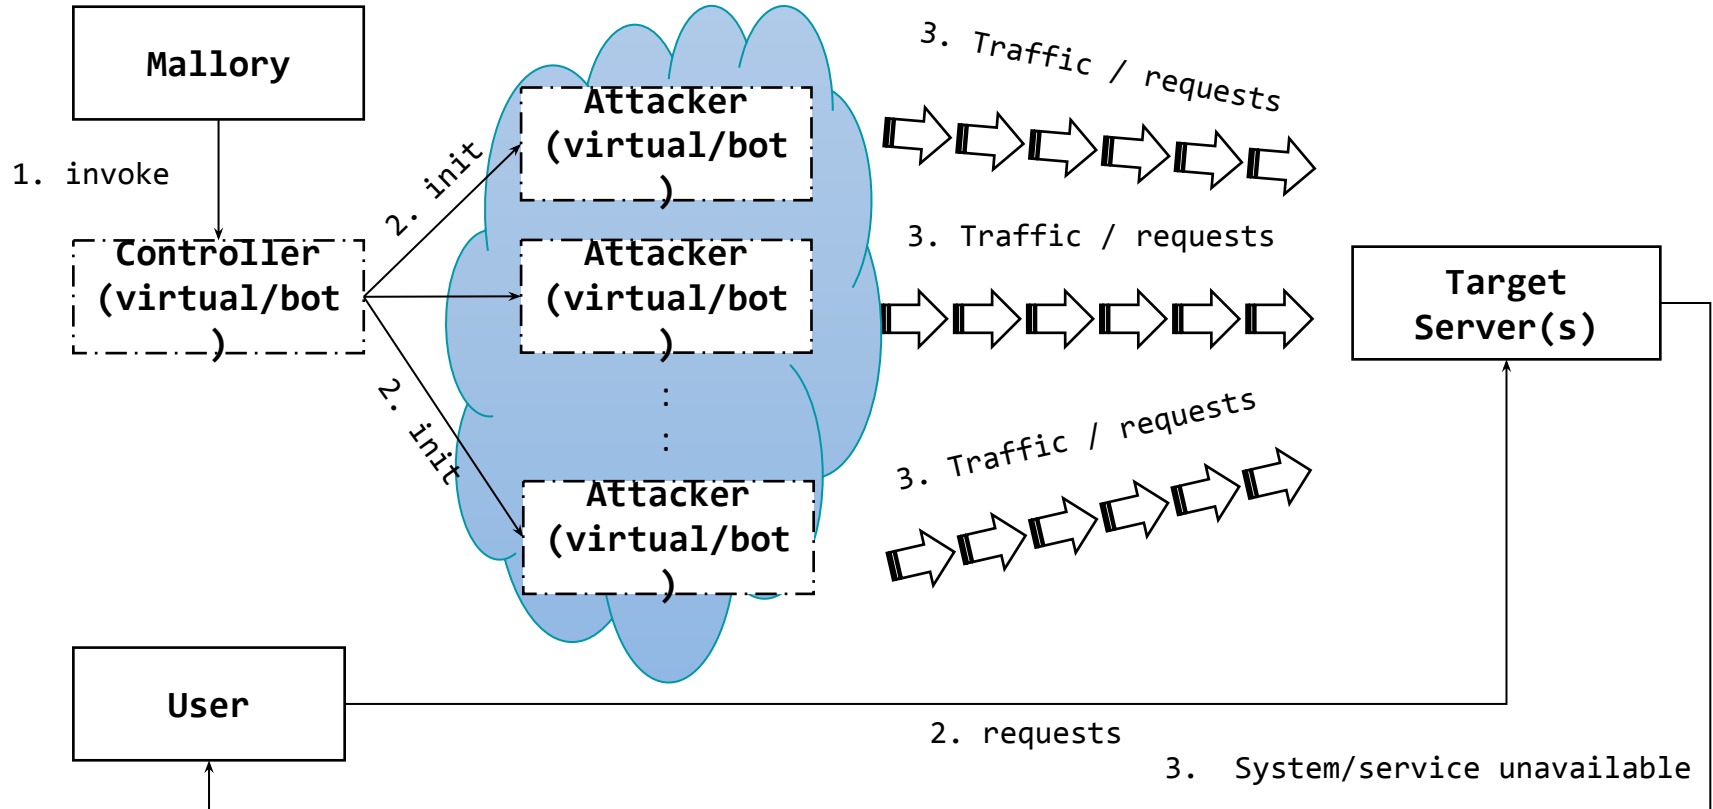 Mallory
1. invoke
Controller
(virtual/bot
)
2. init
2. init
Attacker
(virtual/bot
)
Attacker
(virtual/bot
)
:
:
Attacker
(virtual/bot
)
3. Traffic / requests
3. Traffic / requests
3. Traffic / requests
Target
Server(s)
User
2. requests
3. System/service unavailable